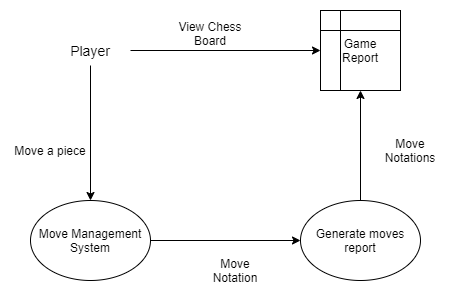 View Chess
Board
Player
Game
Report
Move a piece
Move
Notations
Move Management
System
Generate moves
report
Move
Notation